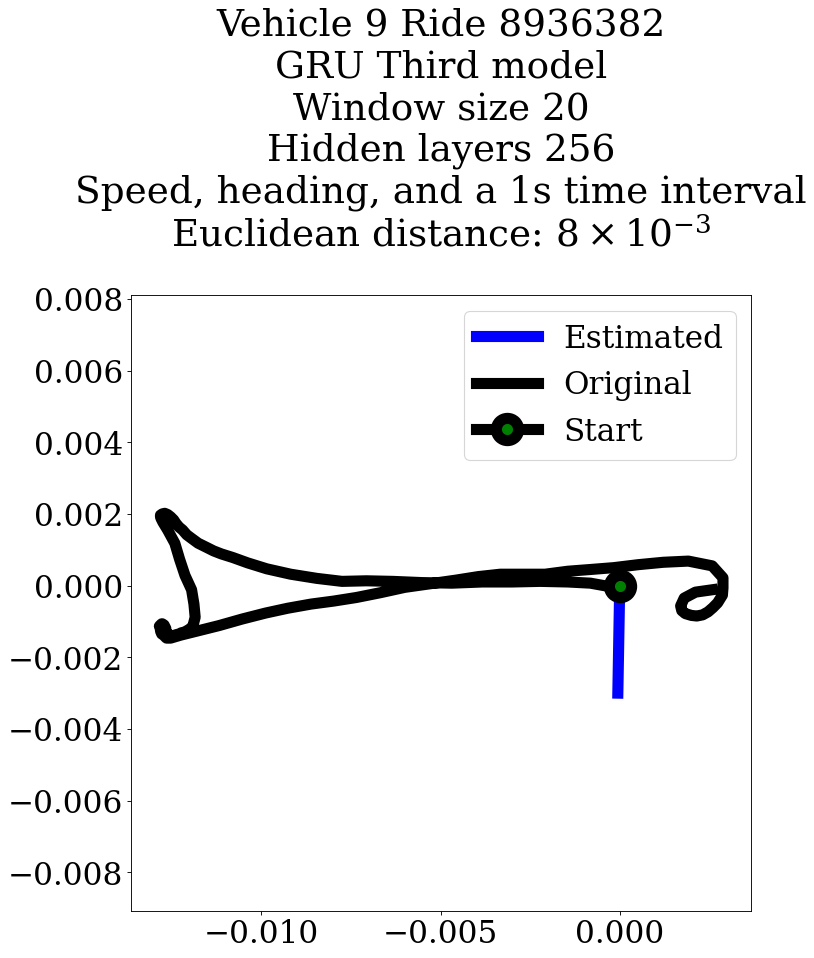 Vehicle 9 Ride 8936382
GRU Third model
Window size 20
Hidden layers 256
Speed, heading, and a 1s time interval
Euclidean distance: 8 × 10⁻³
Estimated
Original
Start
0.008
0.006
0.004
0.002
0.000
−0.002
−0.004
−0.006
−0.008
−0.010
−0.005
0.000